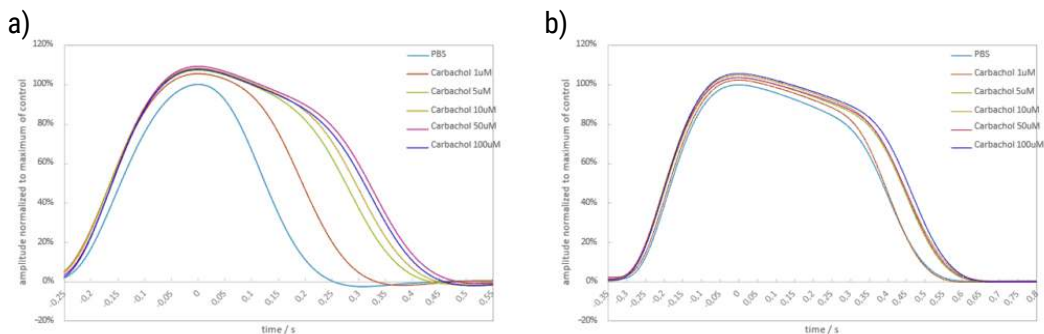 a)
120%
100%
80%
60%
40%
20%
0%
-20%
amplitude normalized to maximum of control
-0,25 -0,2 -0,15 -0,1 -0,05 0 0,05 0,1 0,15 0,2 0,25 0,3 0,35 0,4 0,45 0,5 0,55
time / s
PBS
Carbachol 1uM
Carbachol 5uM
Carbachol 10uM
Carbachol 50uM
Carbachol 100uM
b)
120%
100%
80%
60%
40%
20%
0%
-20%
amplitude normalized to maximum of control
-0,35 -0,3 -0,25 -0,2 -0,15 -0,1 -0,05 0 0,05 0,1 0,15 0,2 0,25 0,3 0,35 0,4 0,45 0,5 0,55 0,6 0,65 0,7 0,75 0,8
time / s
PBS
Carbachol 1uM
Carbachol 5uM
Carbachol 10uM
Carbachol 50uM
Carbachol 100uM